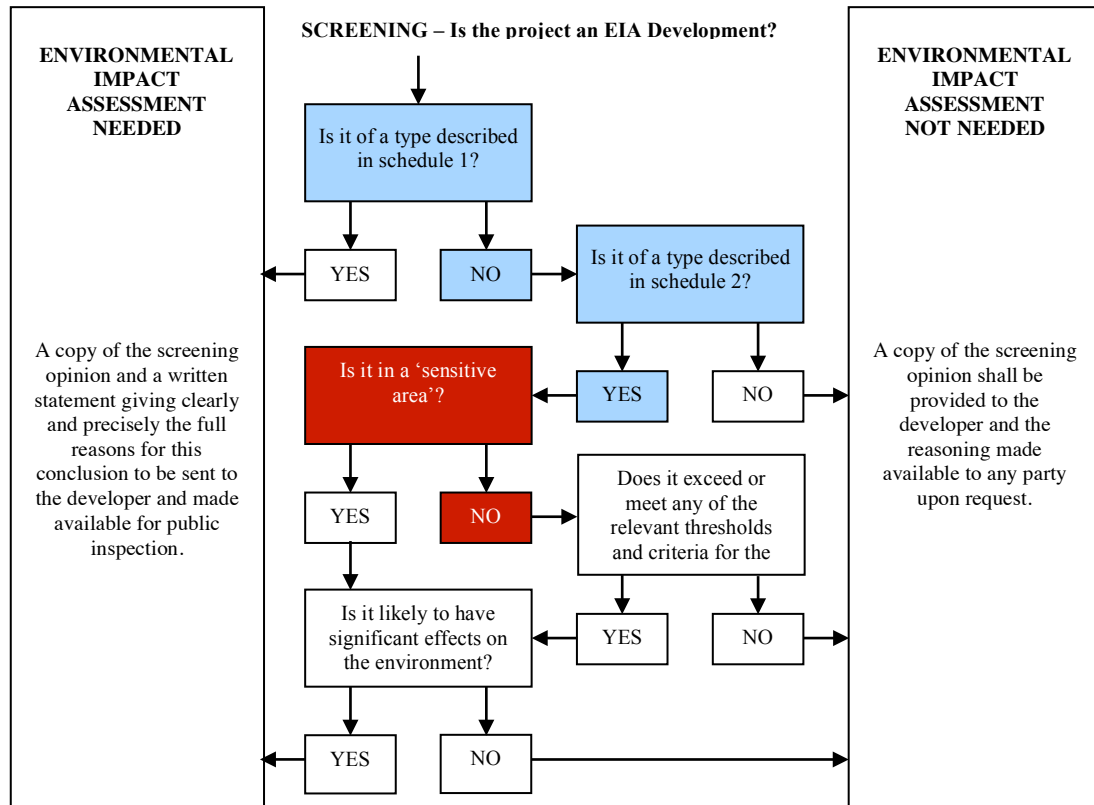 SCREENING – Is the project an EIA Development?
ENVIRONMENTAL
IMPACT
ASSESSMENT
NEEDED
A copy of the screening
opinion and a written
statement giving clearly
and precisely the full
reasons for this
conclusion to be sent to
the developer and made
available for public
inspection.
Is it of a type described
in schedule 1?
YES
NO
Is it of a type described
in schedule 2?
YES
NO
Is it in a ‘sensitive
area’?
YES
NO
Does it exceed or
meet any of the
relevant thresholds
and criteria for the
YES
NO
Is it likely to have
significant effects on
the environment?
YES
NO
ENVIRONMENTAL
IMPACT
ASSESSMENT
NOT NEEDED
A copy of the screening
opinion shall be
provided to the
developer and the
reasoning made
available to any party
upon request.